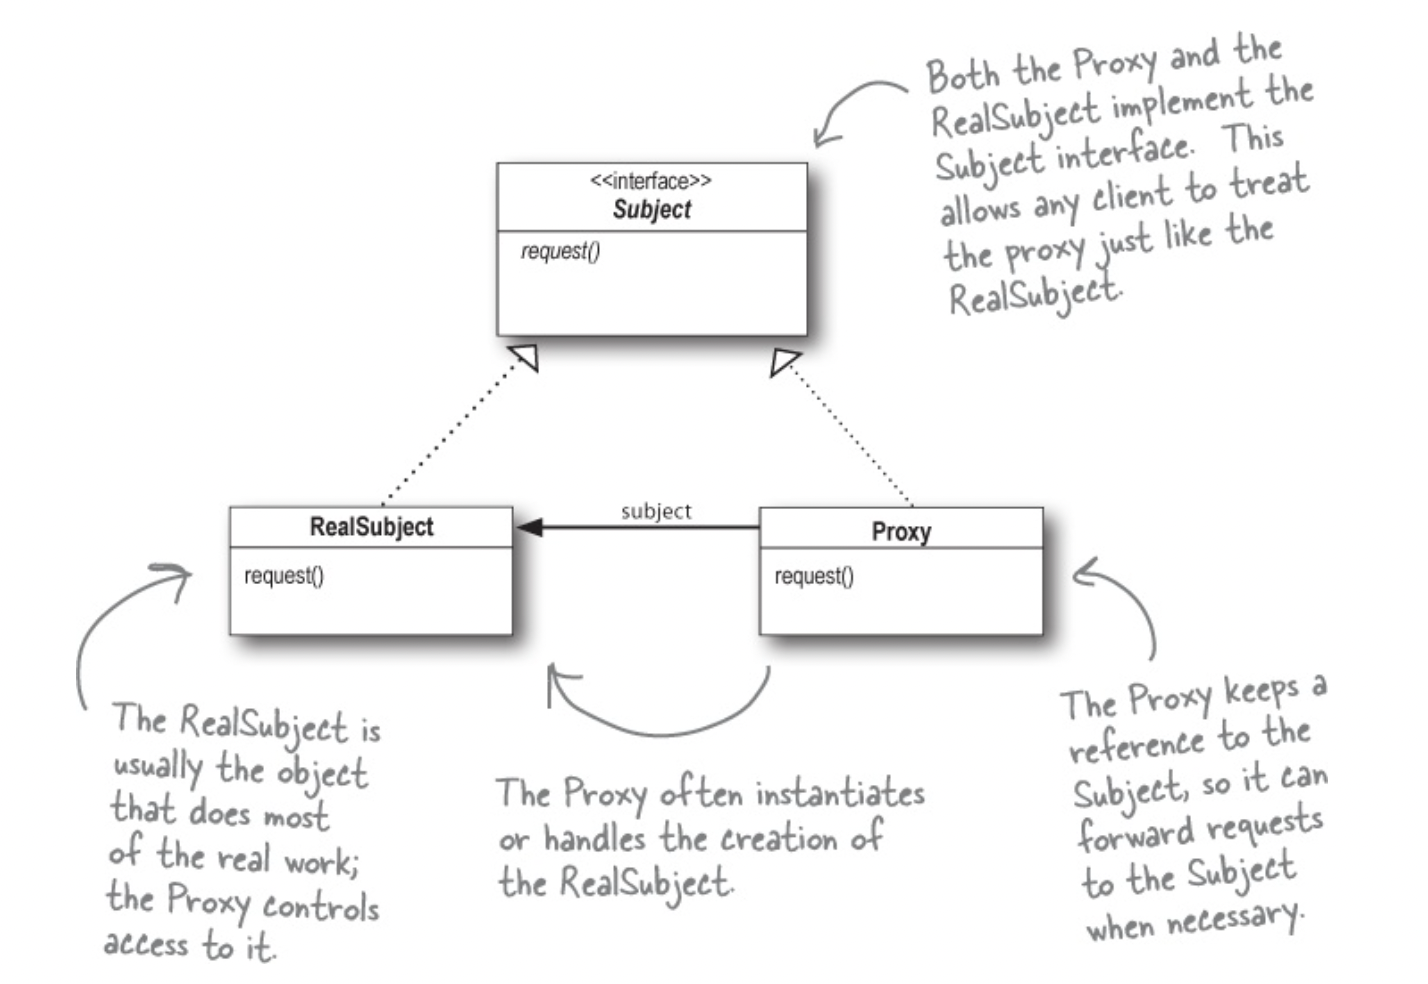 Both the Proxy and the
RealSubject implement the
Subject interface. This
allows any client to treat
the proxy just like the
RealSubject.
<<interface>>
Subject
request()
RealSubject
request()
subject
Proxy
request()
The RealSubject is
usually the object
that does most
of the real work;
the Proxy controls
access to it.
The Proxy often instantiates
or handles the creation of
the RealSubject.
The Proxy keeps a
reference to the
Subject, so it can
forward requests
to the Subject
when necessary.